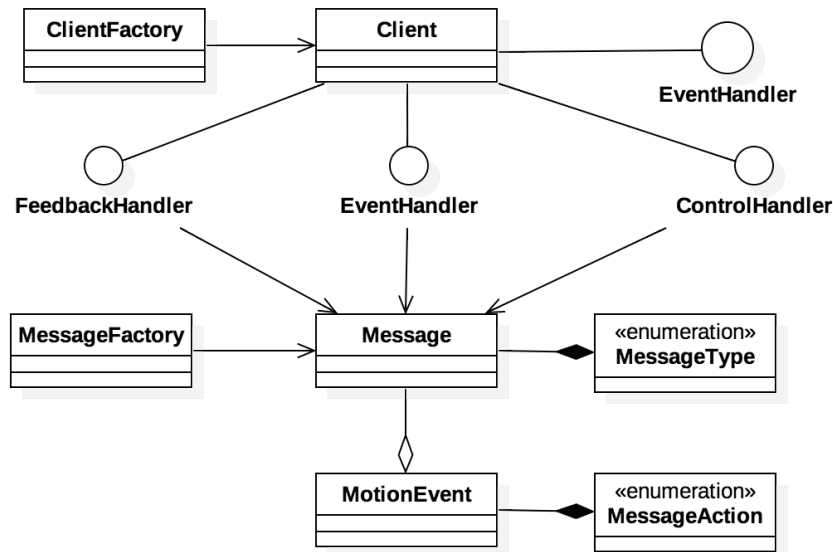 ClientFactory
Client
EventHandler
FeedbackHandler
EventHandler
ControlHandler
MessageFactory
Message
«enumeration»
MessageType
MotionEvent
«enumeration»
MessageAction